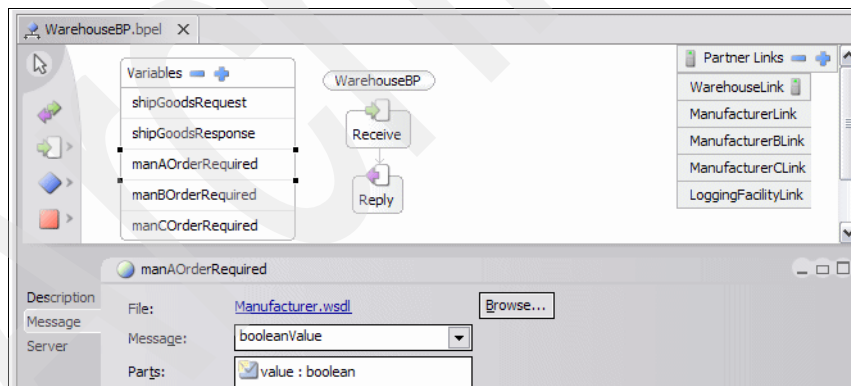 WarehouseBP.bpel
Variables
shipGoodsRequest
shipGoodsResponse
manAOrderRequired
manBOrderRequired
manCOrderRequired
WarehouseBP
Receive
Reply
Partner Links
WarehouseLink
ManufacturerLink
ManufacturerBLink
ManufacturerCLink
LoggingFacilityLink
manAOrderRequired
Description
Message
Server
File: Manufacturer.wsdl Browse...
Message: booleanValue
Parts: value : boolean